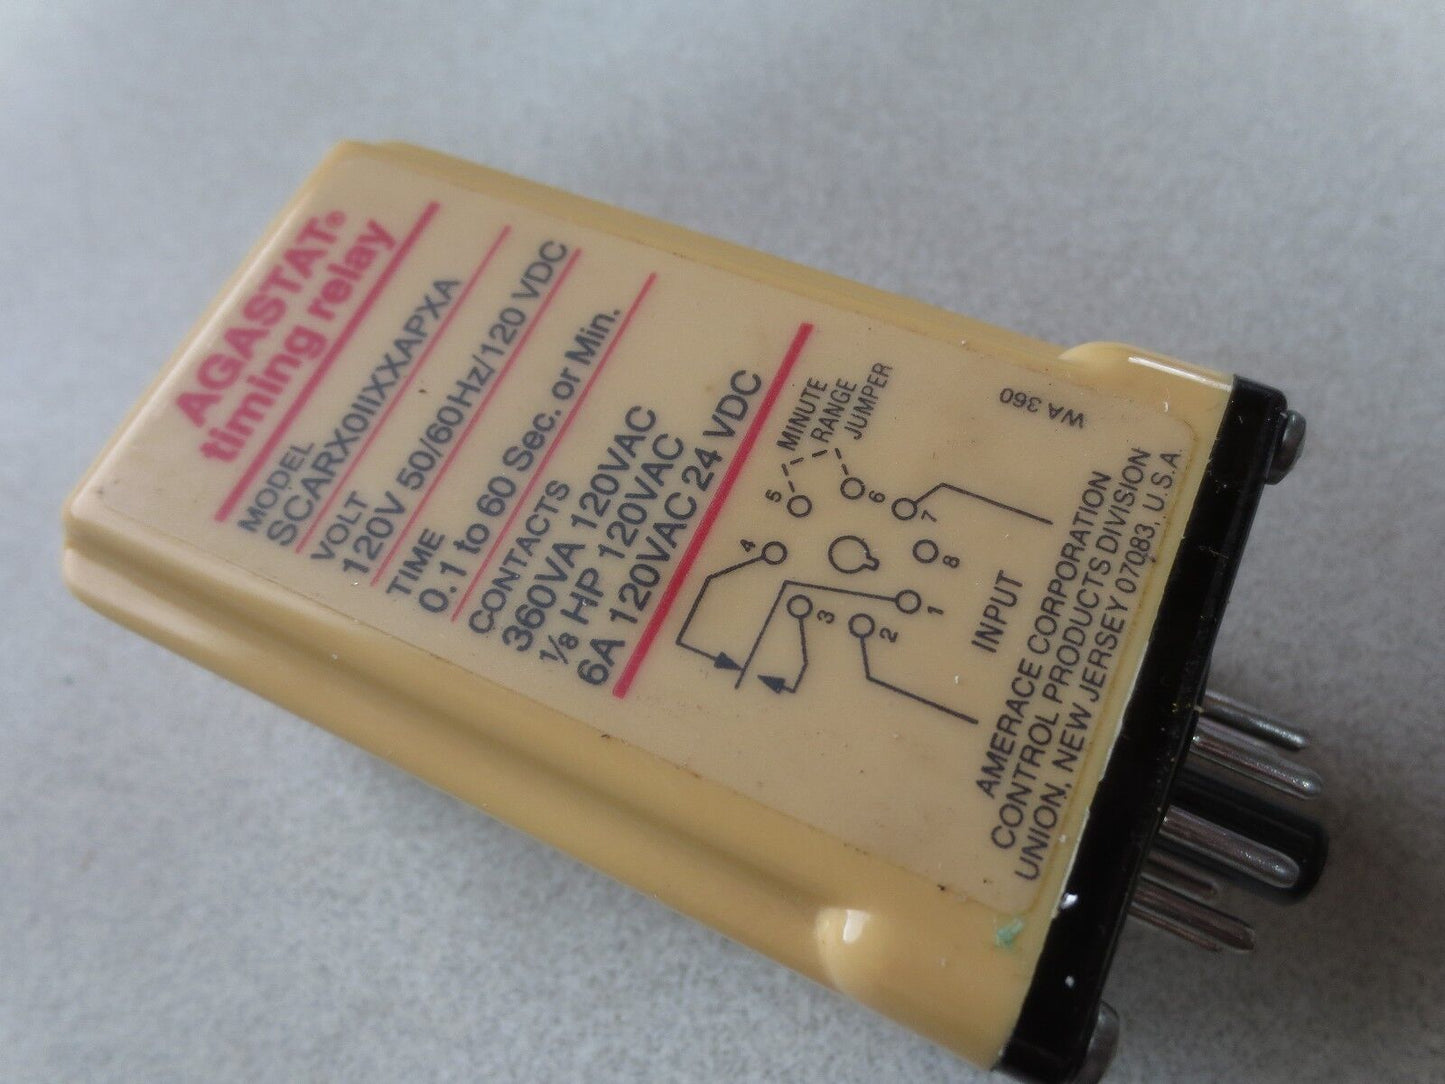 AGASTAT®
timing relay
MODEL
SCARX0IIXXAPXA
VOLT
120V 50/60Hz/120 VDC
TIME
0.1 to 60 Sec. or Min.
CONTACTS
360VA 120VAC
⅛ HP 120VAC
6A 120VAC 24 VDC
MINUTE
RANGE
JUMPER
5
6
4
7
3
8
2
1
INPUT
WA 360
AMERACE CORPORATION
CONTROL PRODUCTS DIVISION
UNION, NEW JERSEY 07083, U.S.A.